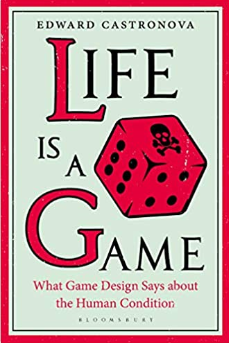 EDWARD CASTRONOVA
LIFE
IS A
GAME
What Game Design Says about
the Human Condition
BLOOMSBURY